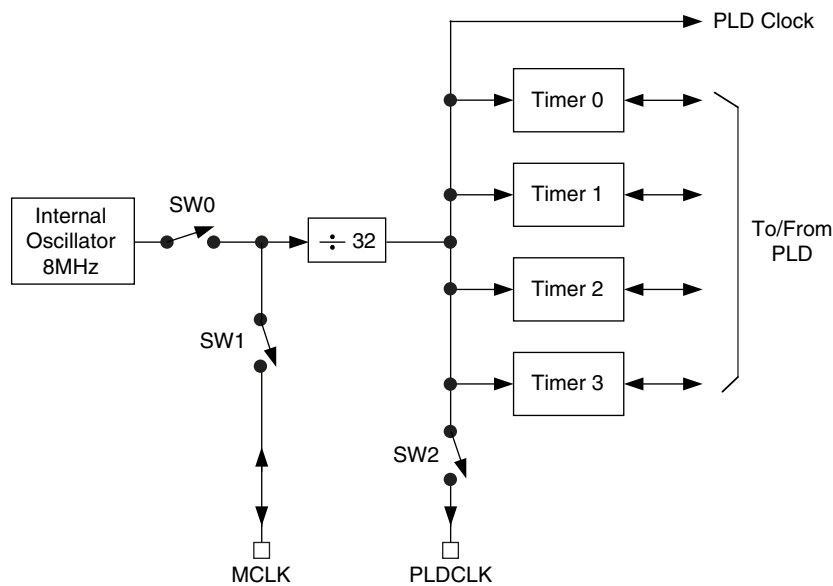 PLD Clock
Timer 0
Timer 1
Internal
Oscillator
8MHz
SW0
÷ 32
To/From
PLD
Timer 2
SW1
Timer 3
SW2
MCLK
PLDCLK